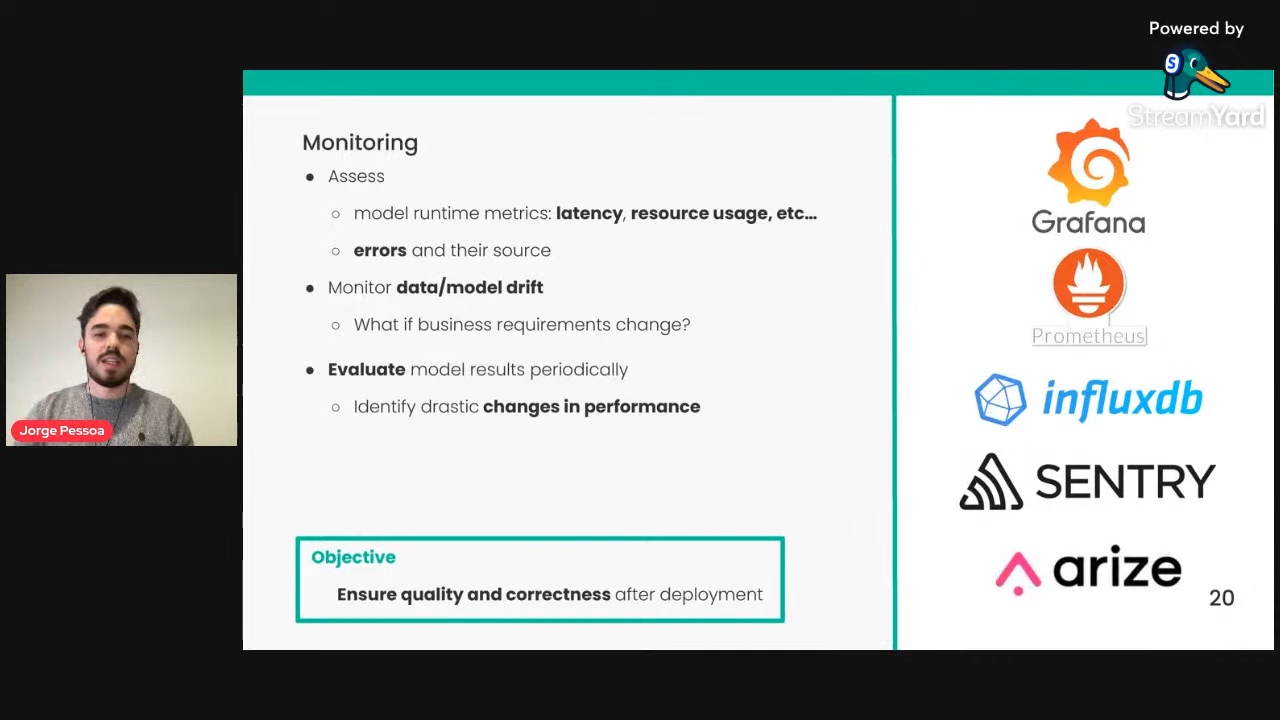 Powered by
StreamYard
Monitoring
● Assess
○ model runtime metrics: latency, resource usage, etc...
○ errors and their source
● Monitor data/model drift
○ What if business requirements change?
● Evaluate model results periodically
○ Identify drastic changes in performance
Objective
Ensure quality and correctness after deployment
Grafana
Prometheus
influxdb
SENTRY
arize
20
Jorge Pessoa